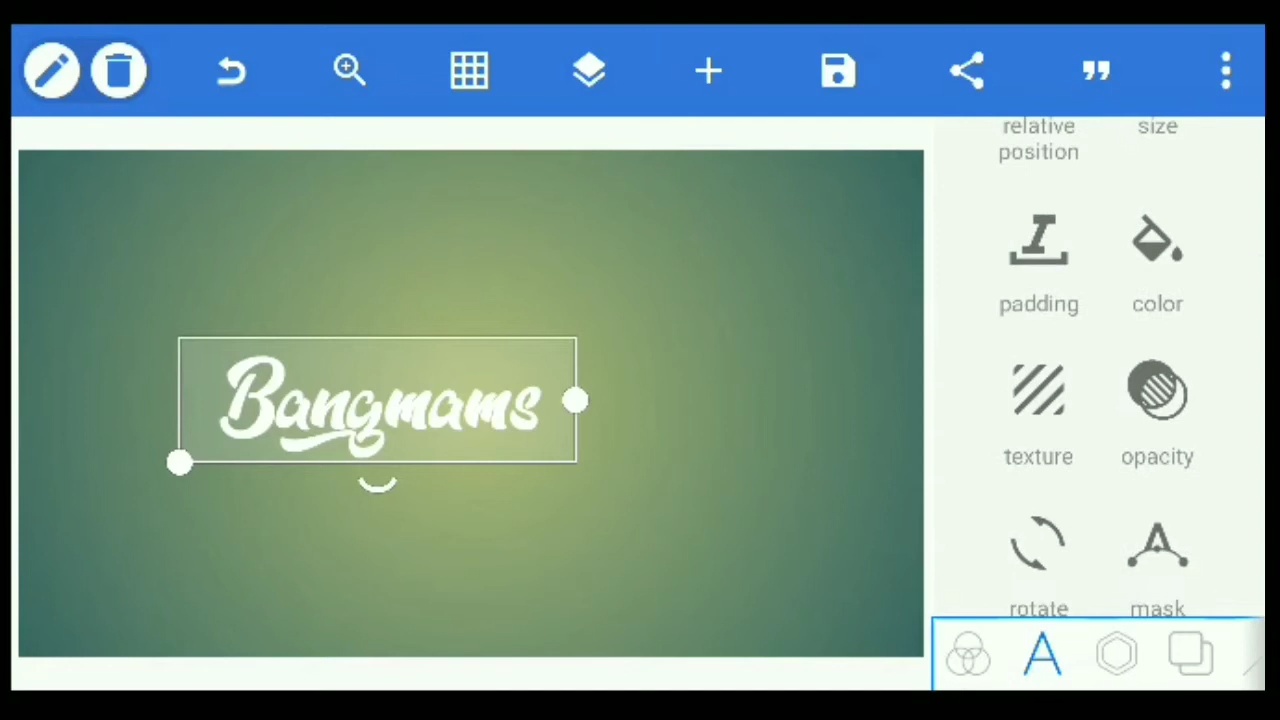 relative size
position
Bangmams
padding color
texture opacity
rotate mask